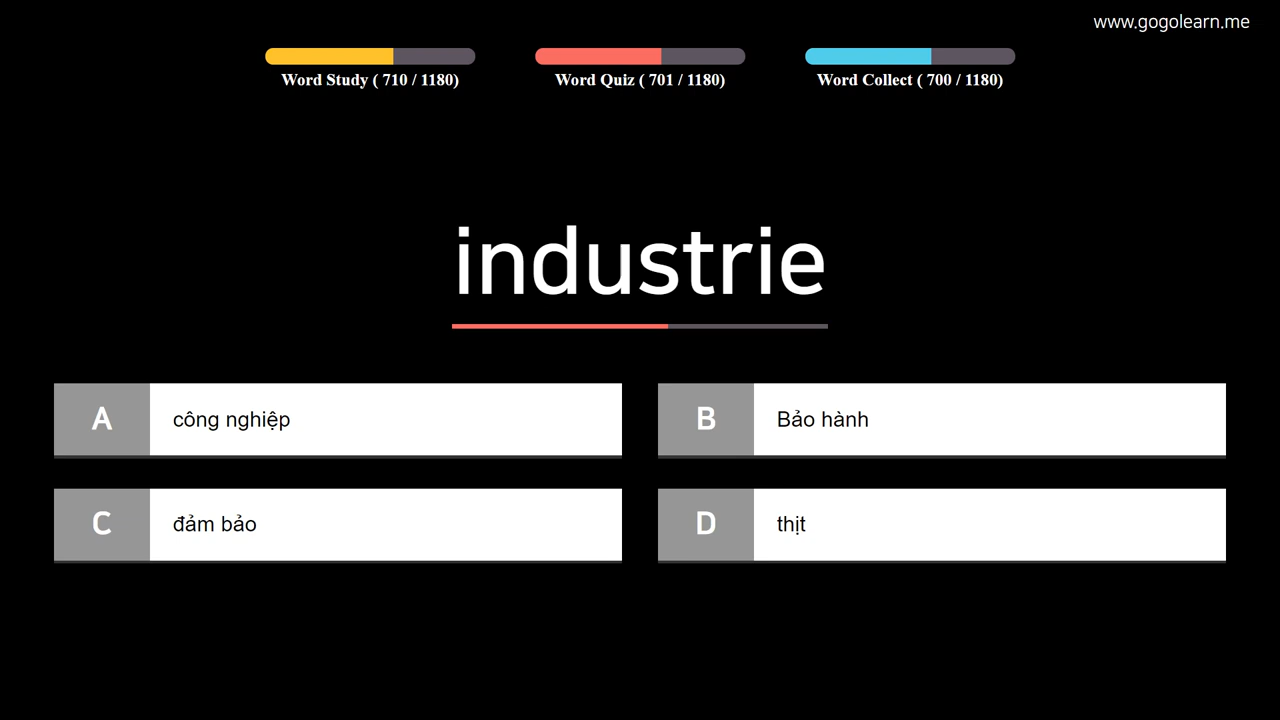 www.gogolearn.me
Word Study ( 710 / 1180)
Word Quiz ( 701 / 1180)
Word Collect ( 700 / 1180)
industrie
A công nghiệp
B Bảo hành
C đảm bảo
D thịt